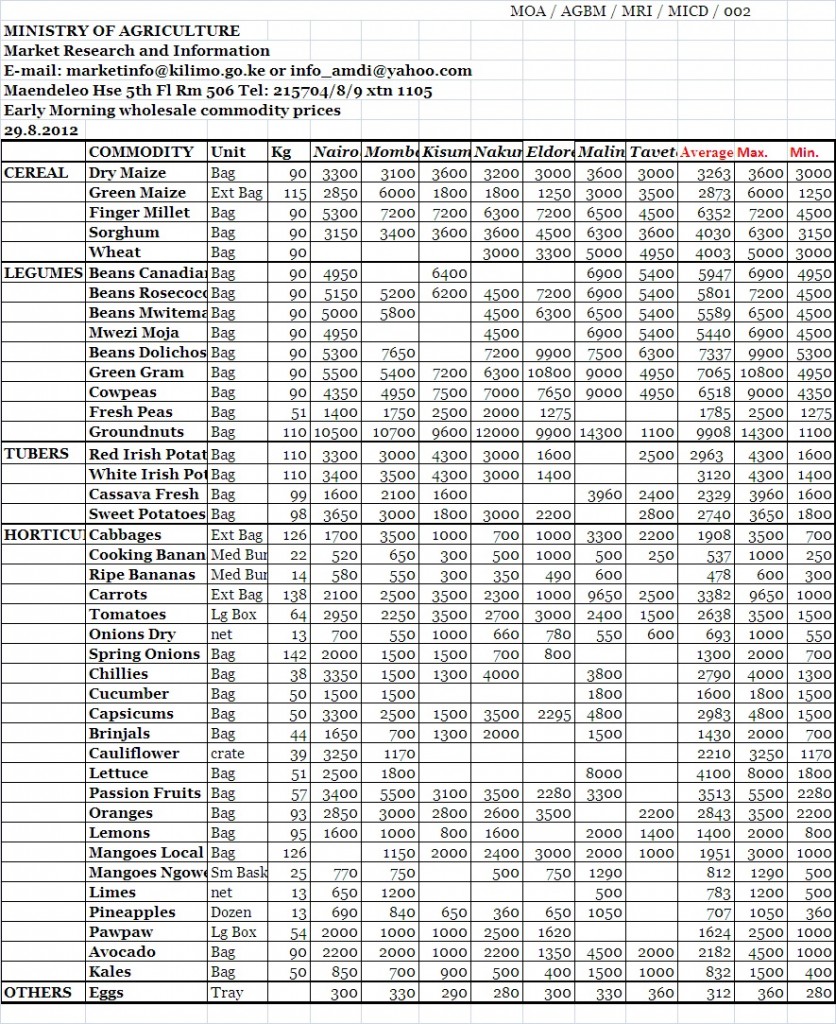 MOA / AGBM / MRI / MICD / 002
MINISTRY OF AGRICULTURE
Market Research and Information
E-mail: marketinfo@kilimo.go.ke or info_amdi@yahoo.com
Maendeleo Hse 5th Fl Rm 506 Tel: 215704/8/9 xtn 1105
Early Morning wholesale commodity prices
29.8.2012
COMMODITY Unit Kg Nairo Momba Kisum Nakur Eldore Malin Tavet Average Max. Min.
CEREAL Dry Maize Bag 90 3300 3100 3600 3200 3000 3600 3000 3263 3600 3000
Green Maize Ext Bag 115 2850 6000 1800 1800 1250 3000 3500 2873 6000 1250
Finger Millet Bag 90 5300 7200 7200 6300 7200 6500 4500 6352 7200 4500
Sorghum Bag 90 3150 3400 3600 3600 4500 6300 3600 4030 6300 3150
Wheat Bag 90 3000 3300 5000 4950 4003 5000 3000
LEGUMES Beans Canadian Bag 90 4950 6400 6900 5400 5947 6900 4950
Beans Rosecoco Bag 90 5150 5200 6200 4500 7200 6900 5400 5801 7200 4500
Beans Mwitema Bag 90 5000 5800 4500 6300 6500 5400 5589 6500 4500
Mwezi Moja Bag 90 4950 4500 6900 5400 5440 6900 4500
Beans Dolichos Bag 90 5300 7650 7200 9900 7500 6300 7337 9900 5300
Green Gram Bag 90 5500 5400 7200 6300 10800 9000 4950 7065 10800 4950
Cowpeas Bag 90 4350 4950 7500 7000 7650 9000 4950 6518 9000 4350
Fresh Peas Bag 51 1400 1750 2500 2000 1275 1785 2500 1275
Groundnuts Bag 110 10500 10700 9600 12000 9900 14300 1100 9908 14300 1100
TUBERS Red Irish Potat Bag 110 3300 3000 4300 3000 1600 2500 2963 4300 1600
White Irish Pot Bag 110 3400 3500 4300 3000 1400 3120 4300 1400
Cassava Fresh Bag 99 1600 2100 1600 3960 2400 2329 3960 1600
Sweet Potatoes Bag 98 3650 3000 1800 3000 2200 2800 2740 3650 1800
HORTICU Cabbages Ext Bag 126 1700 3500 1000 700 1000 3300 2200 1908 3500 700
Cooking Banan Med Bun 22 520 650 300 500 1000 500 250 537 1000 250
Ripe Bananas Med Bun 14 580 550 300 350 490 600 478 600 300
Carrots Ext Bag 138 2100 2500 3500 2300 1000 9650 2500 3382 9650 1000
Tomatoes Lg Box 64 2950 2250 3500 2700 3000 2400 1500 2638 3500 1500
Onions Dry net 13 700 550 1000 660 780 550 600 693 1000 550
Spring Onions Bag 142 2000 1500 1500 700 800 1300 2000 700
Chillies Bag 38 3350 1500 1300 4000 3800 2790 4000 1300
Cucumber Bag 50 1500 1500 1800 1600 1800 1500
Capsicums Bag 50 3300 2500 1500 3500 2295 4800 2983 4800 1500
Brinjals Bag 44 1650 700 1300 2000 1500 1430 2000 700
Cauliflower crate 39 3250 1170 2210 3250 1170
Lettuce Bag 51 2500 1800 8000 4100 8000 1800
Passion Fruits Bag 57 3400 5500 3100 3500 2280 3300 3513 5500 2280
Oranges Bag 93 2850 3000 2800 2600 3500 2200 2843 3500 2200
Lemons Bag 95 1600 1000 800 1600 2000 1400 1400 2000 800
Mangoes Local Bag 126 1150 2000 2400 3000 2000 1000 1951 3000 1000
Mangoes Ngowe Sm Bask 25 770 750 500 750 1290 812 1290 500
Limes net 13 650 1200 500 783 1200 500
Pineapples Dozen 13 690 840 650 360 650 1050 707 1050 360
Pawpaw Lg Box 54 2000 1000 1000 2500 1620 1624 2500 1000
Avocado Bag 90 2200 2000 1000 2200 1350 4500 2000 2182 4500 1000
Kales Bag 50 850 700 900 500 400 1500 1000 832 1500 400
OTHERS Eggs Tray 300 330 290 280 300 330 360 312 360 280